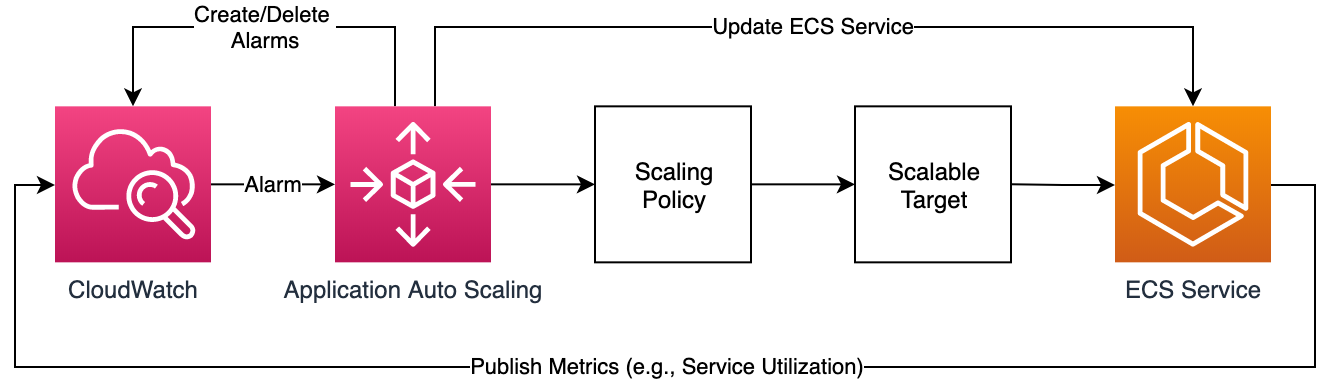 Create/Delete
Alarms
Update ECS Service
Alarm
Scaling
Policy
Scalable
Target
CloudWatch
Application Auto Scaling
ECS Service
Publish Metrics (e.g., Service Utilization)